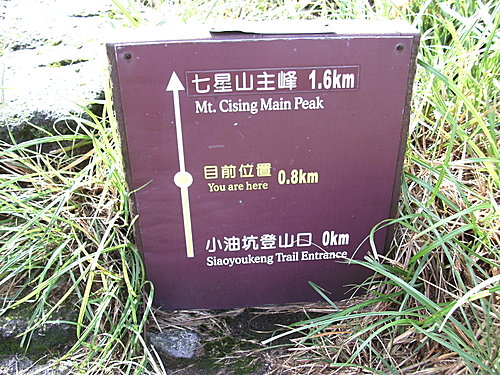 七星山主峰 1.6km
Mt. Cising Main Peak
目前位置 0.8km
You are here
小油坑登山口 0km
Siaoyoukeng Trail Entrance